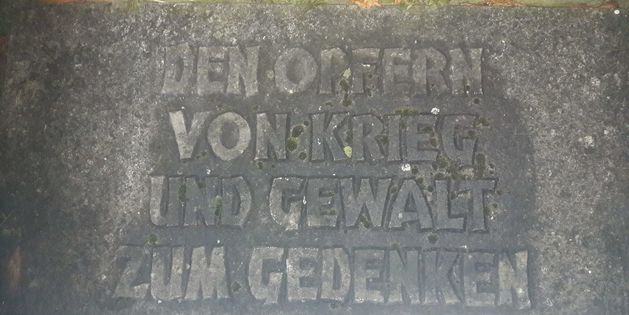 DEN OPFERN
VON KRIEG
UND GEWALT
ZUM GEDENKEN